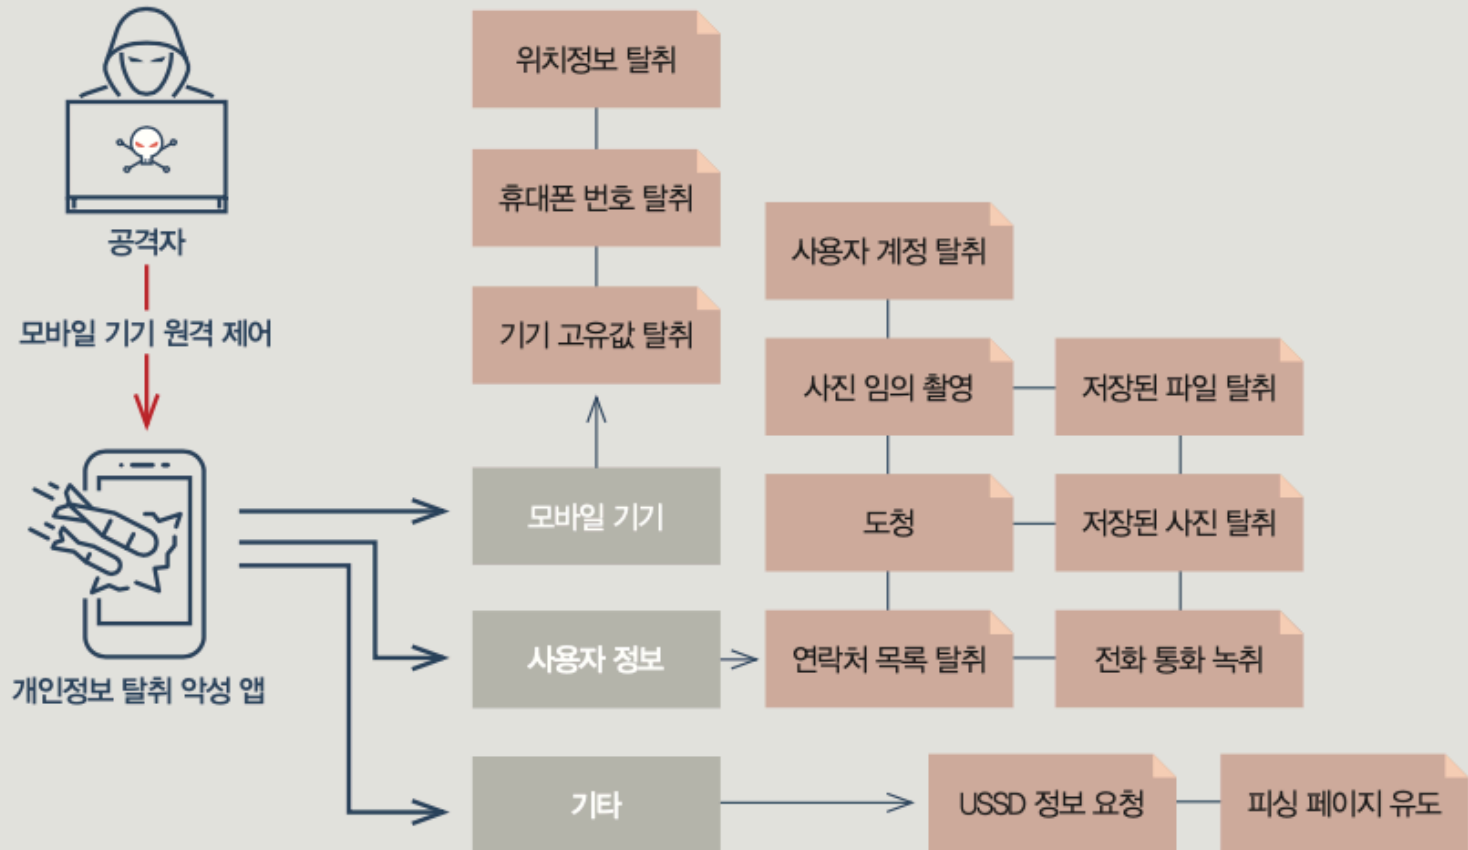 공격자
모바일 기기 원격 제어
개인정보 탈취 악성 앱
위치정보 탈취
휴대폰 번호 탈취
기기 고유값 탈취
모바일 기기
사용자 계정 탈취
사진 임의 촬영
저장된 파일 탈취
도청
저장된 사진 탈취
사용자 정보
연락처 목록 탈취
전화 통화 녹취
기타
USSD 정보 요청
피싱 페이지 유도